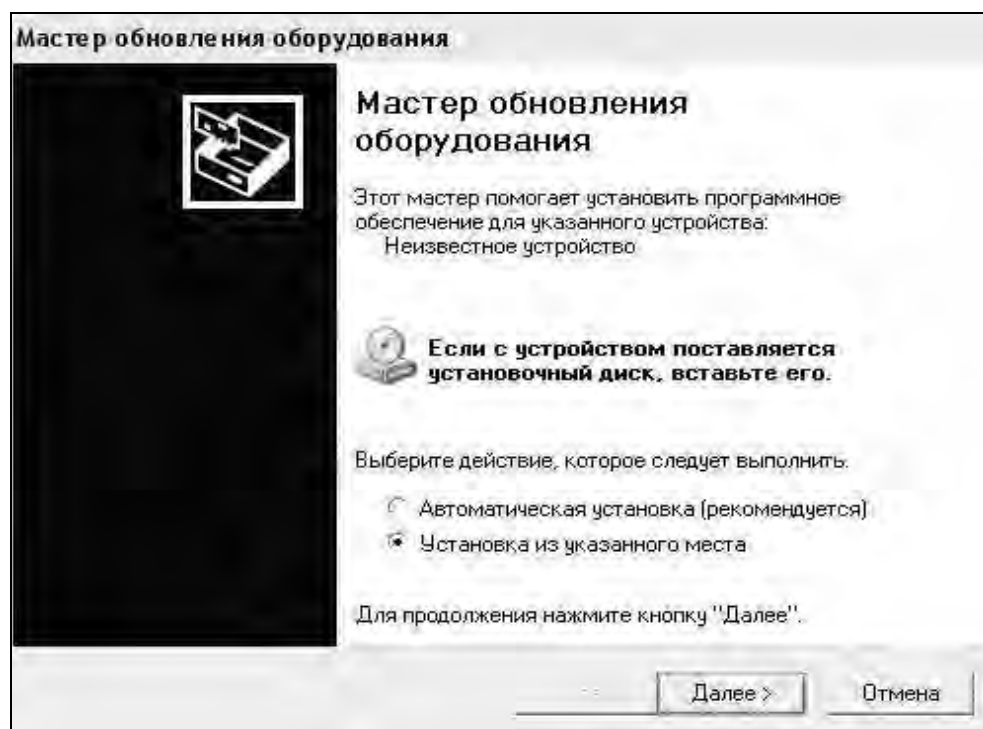 Мастер обновления оборудования
Мастер обновления
оборудования
Этот мастер помогает установить программное
обеспечение для указанного устройства:
Неизвестное устройство
Если с устройством поставляется
установочный диск, вставьте его.
Выберите действие, которое следует выполнить.
Автоматическая установка (рекомендуется)
Установка из указанного места
Для продолжения нажмите кнопку "Далее".
Далее >
Отмена